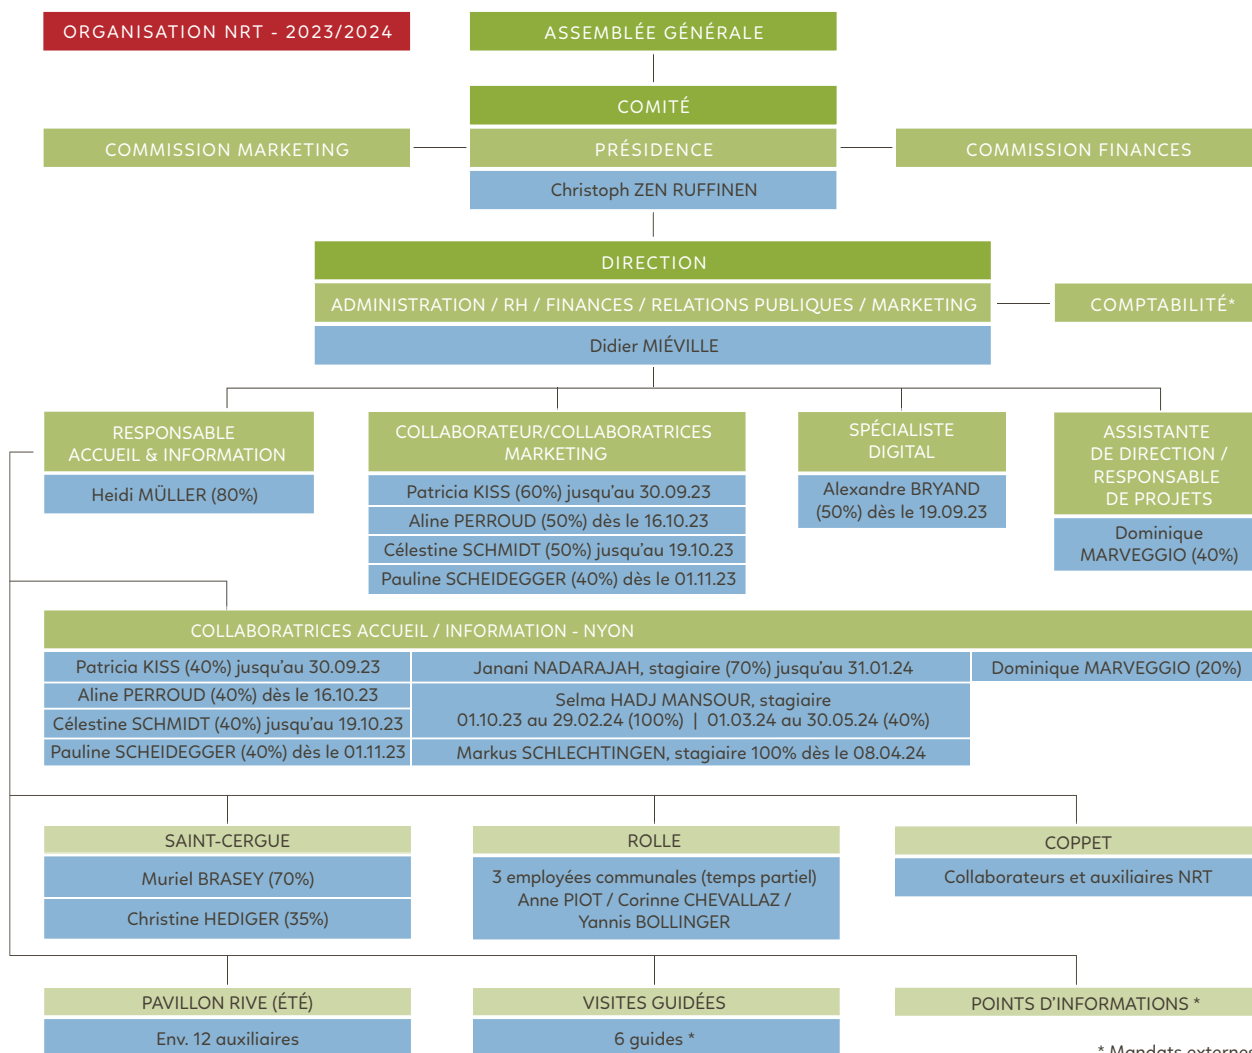 ORGANISATION NRT - 2023/2024
ASSEMBLÉE GÉNÉRALE
COMITÉ
COMMISSION MARKETING
PRÉSIDENCE
COMMISSION FINANCES
Christoph ZEN RUFFINEN
DIRECTION
ADMINISTRATION / RH / FINANCES / RELATIONS PUBLIQUES / MARKETING
COMPTABILITÉ*
Didier MIÉVILLE
RESPONSABLE
ACCUEIL & INFORMATION
Heidi MÜLLER (80%)
COLLABORATEUR/COLLABORATRICES
MARKETING
Patricia KISS (60%) jusqu'au 30.09.23
Aline PERROUD (50%) dès le 16.10.23
Célestine SCHMIDT (50%) jusqu'au 19.10.23
Pauline SCHEIDEGGER (40%) dès le 01.11.23
SPÉCIALISTE
DIGITAL
Alexandre BRYAND
(50%) dès le 19.09.23
ASSISTANTE
DE DIRECTION /
RESPONSABLE
DE PROJETS
Dominique
MARVEGGIO (40%)
COLLABORATRICES ACCUEIL / INFORMATION - NYON
Patricia KISS (40%) jusqu'au 30.09.23
Aline PERROUD (40%) dès le 16.10.23
Célestine SCHMIDT (40%) jusqu'au 19.10.23
Pauline SCHEIDEGGER (40%) dès le 01.11.23
Janani NADARAJAH, stagiaire (70%) jusqu'au 31.01.24
Selma HADJ MANSOUR, stagiaire
01.10.23 au 29.02.24 (100%) | 01.03.24 au 30.05.24 (40%)
Markus SCHLECHTINGEN, stagiaire 100% dès le 08.04.24
Dominique MARVEGGIO (20%)
SAINT-CERGUE
Muriel BRASEY (70%)
Christine HEDIGER (35%)
ROLLE
3 employées communales (temps partiel)
Anne PIOT / Corinne CHEVALLAZ /
Yannis BOLLINGER
COPPET
Collaborateurs et auxiliaires NRT
PAVILLON RIVE (ÉTÉ)
Env. 12 auxiliaires
VISITES GUIDÉES
6 guides *
POINTS D'INFORMATIONS *
* Mandats externes